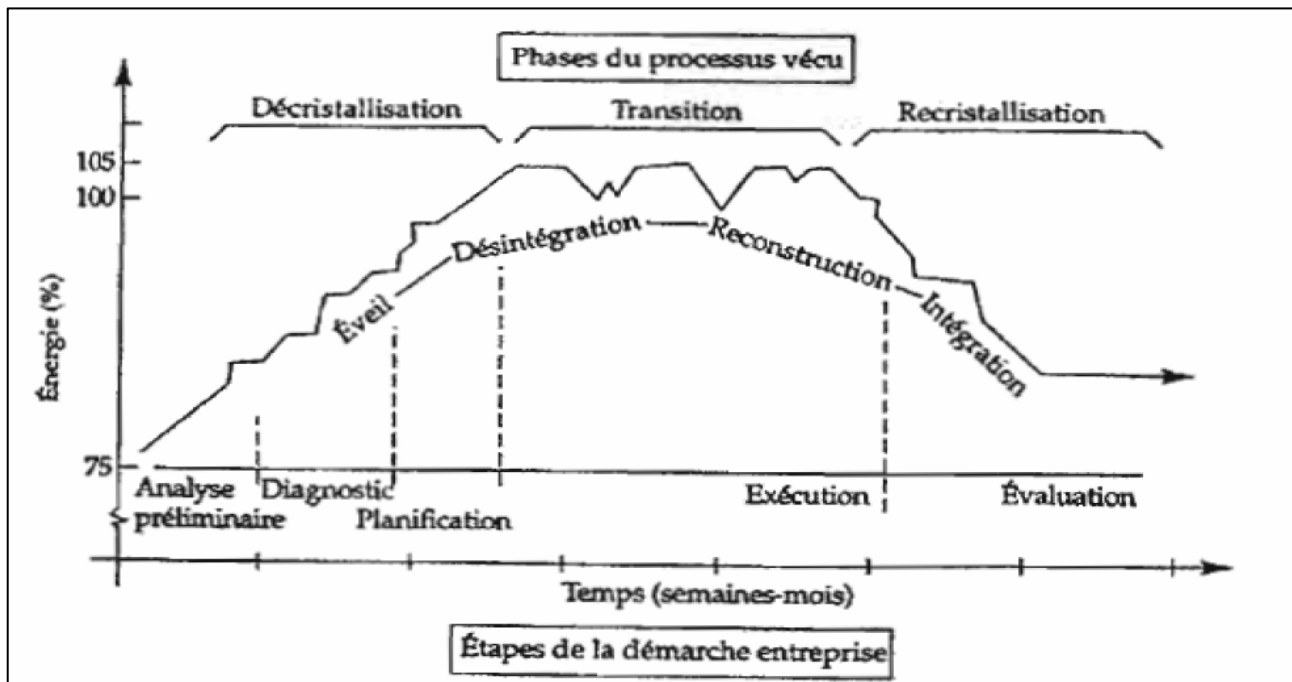 Phases du processus vécu
Décristallisation
Transition
Recristallisation
105
100
75
Énergie (%)
Éveil
Désintégration
Reconstruction
Intégration
Analyse
préliminaire
Diagnostic
Planification
Exécution
Évaluation
Temps (semaines-mois)
Étapes de la démarche entreprise